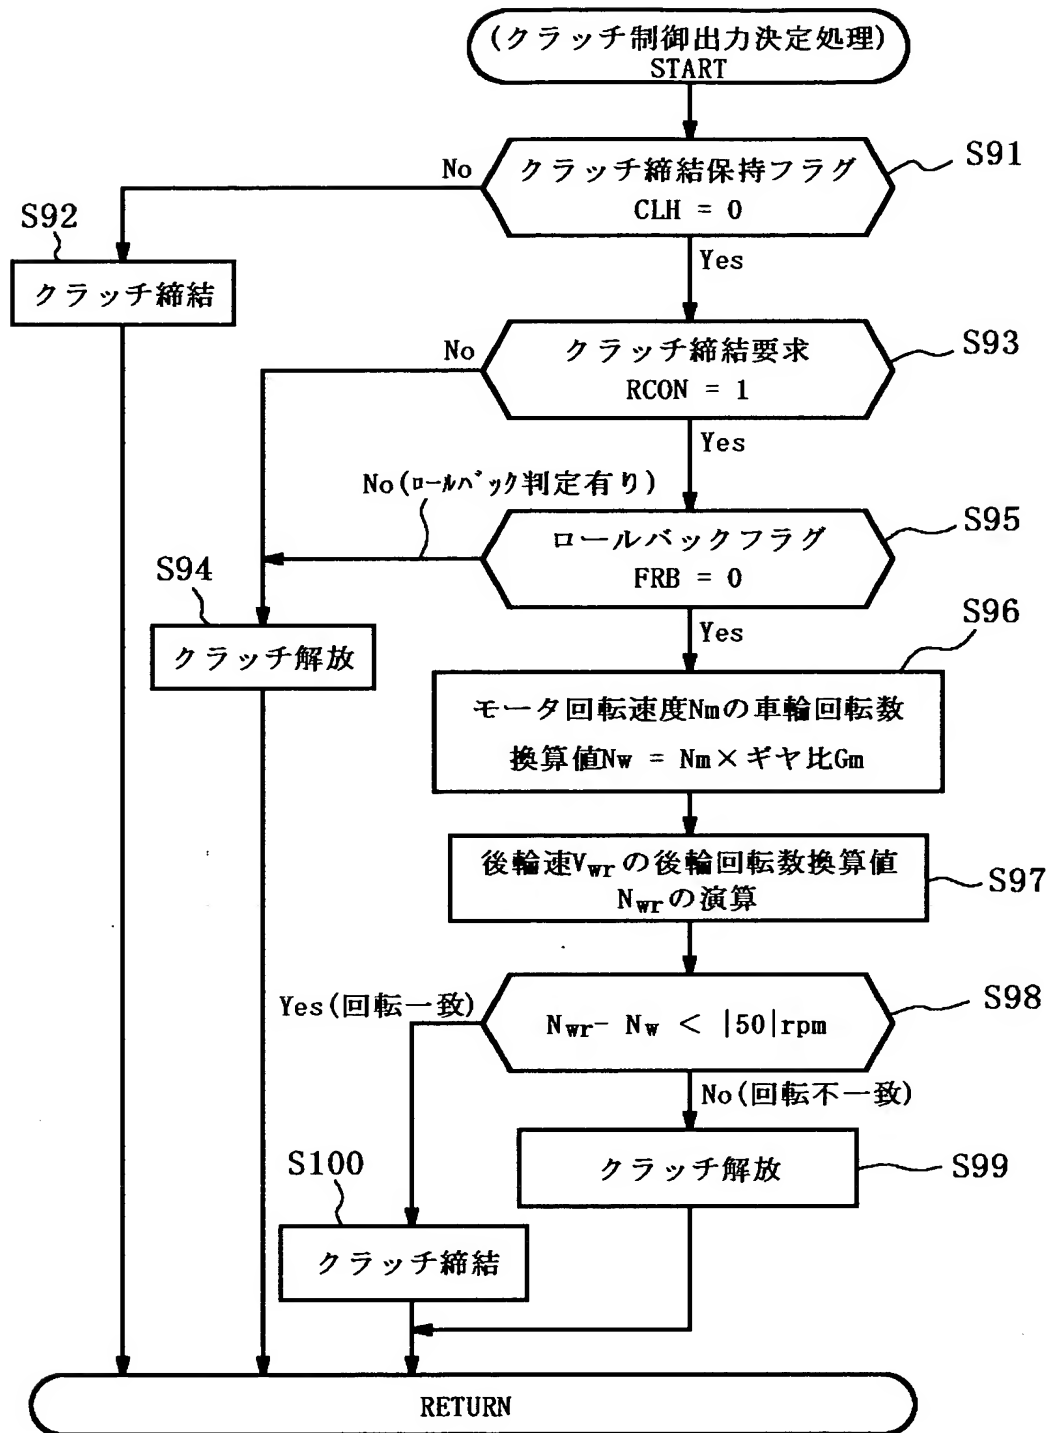 (クラッチ制御出力決定処理)
START
クラッチ締結保持フラグ
CLH = 0
S91
No
Yes
S92
クラッチ締結
クラッチ締結要求
RCON = 1
S93
No
Yes
No(ロールバック判定有り)
ロールバックフラグ
FRB = 0
S95
Yes
S94
クラッチ解放
S96
モータ回転速度Nmの車輪回転数
換算値Nw = Nm×ギヤ比Gm
後輪速Vwrの後輪回転数換算値
Nwrの演算
S97
Yes(回転一致)
Nwr- Nw < |50|rpm
S98
No(回転不一致)
クラッチ解放
S99
S100
クラッチ締結
RETURN